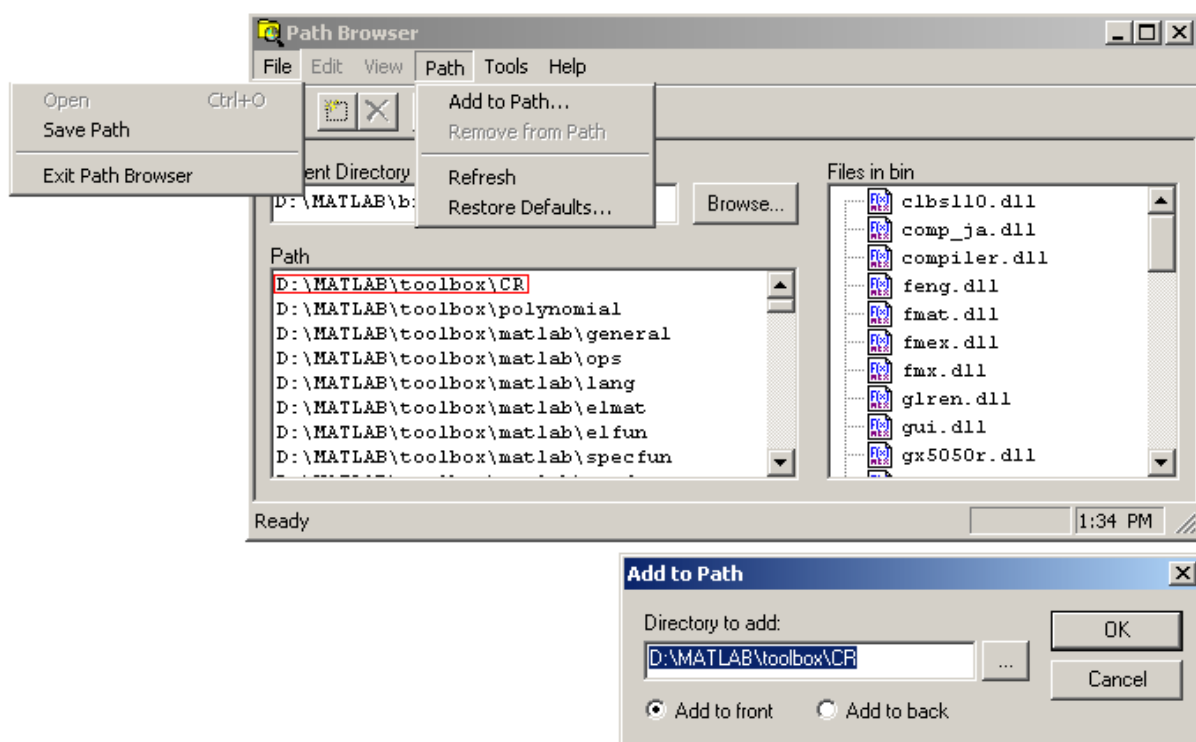 Path Browser
File Edit View Path Tools Help
Open Ctrl+O
Save Path
Exit Path Browser
Add to Path...
Remove from Path
Refresh
Restore Defaults...
ent Directory
D:\MATLAB\b
Browse...
Path
D:\MATLAB\toolbox\CR
D:\MATLAB\toolbox\polynomial
D:\MATLAB\toolbox\matlab\general
D:\MATLAB\toolbox\matlab\ops
D:\MATLAB\toolbox\matlab\lang
D:\MATLAB\toolbox\matlab\elmat
D:\MATLAB\toolbox\matlab\elfun
D:\MATLAB\toolbox\matlab\specfun
Files in bin
clbs110.dll
comp_ja.dll
compiler.dll
feng.dll
fmat.dll
fmex.dll
fmx.dll
glren.dll
gui.dll
gx5050r.dll
Ready
1:34 PM
Add to Path
Directory to add:
D:\MATLAB\toolbox\CR
...
OK
Cancel
Add to front
Add to back